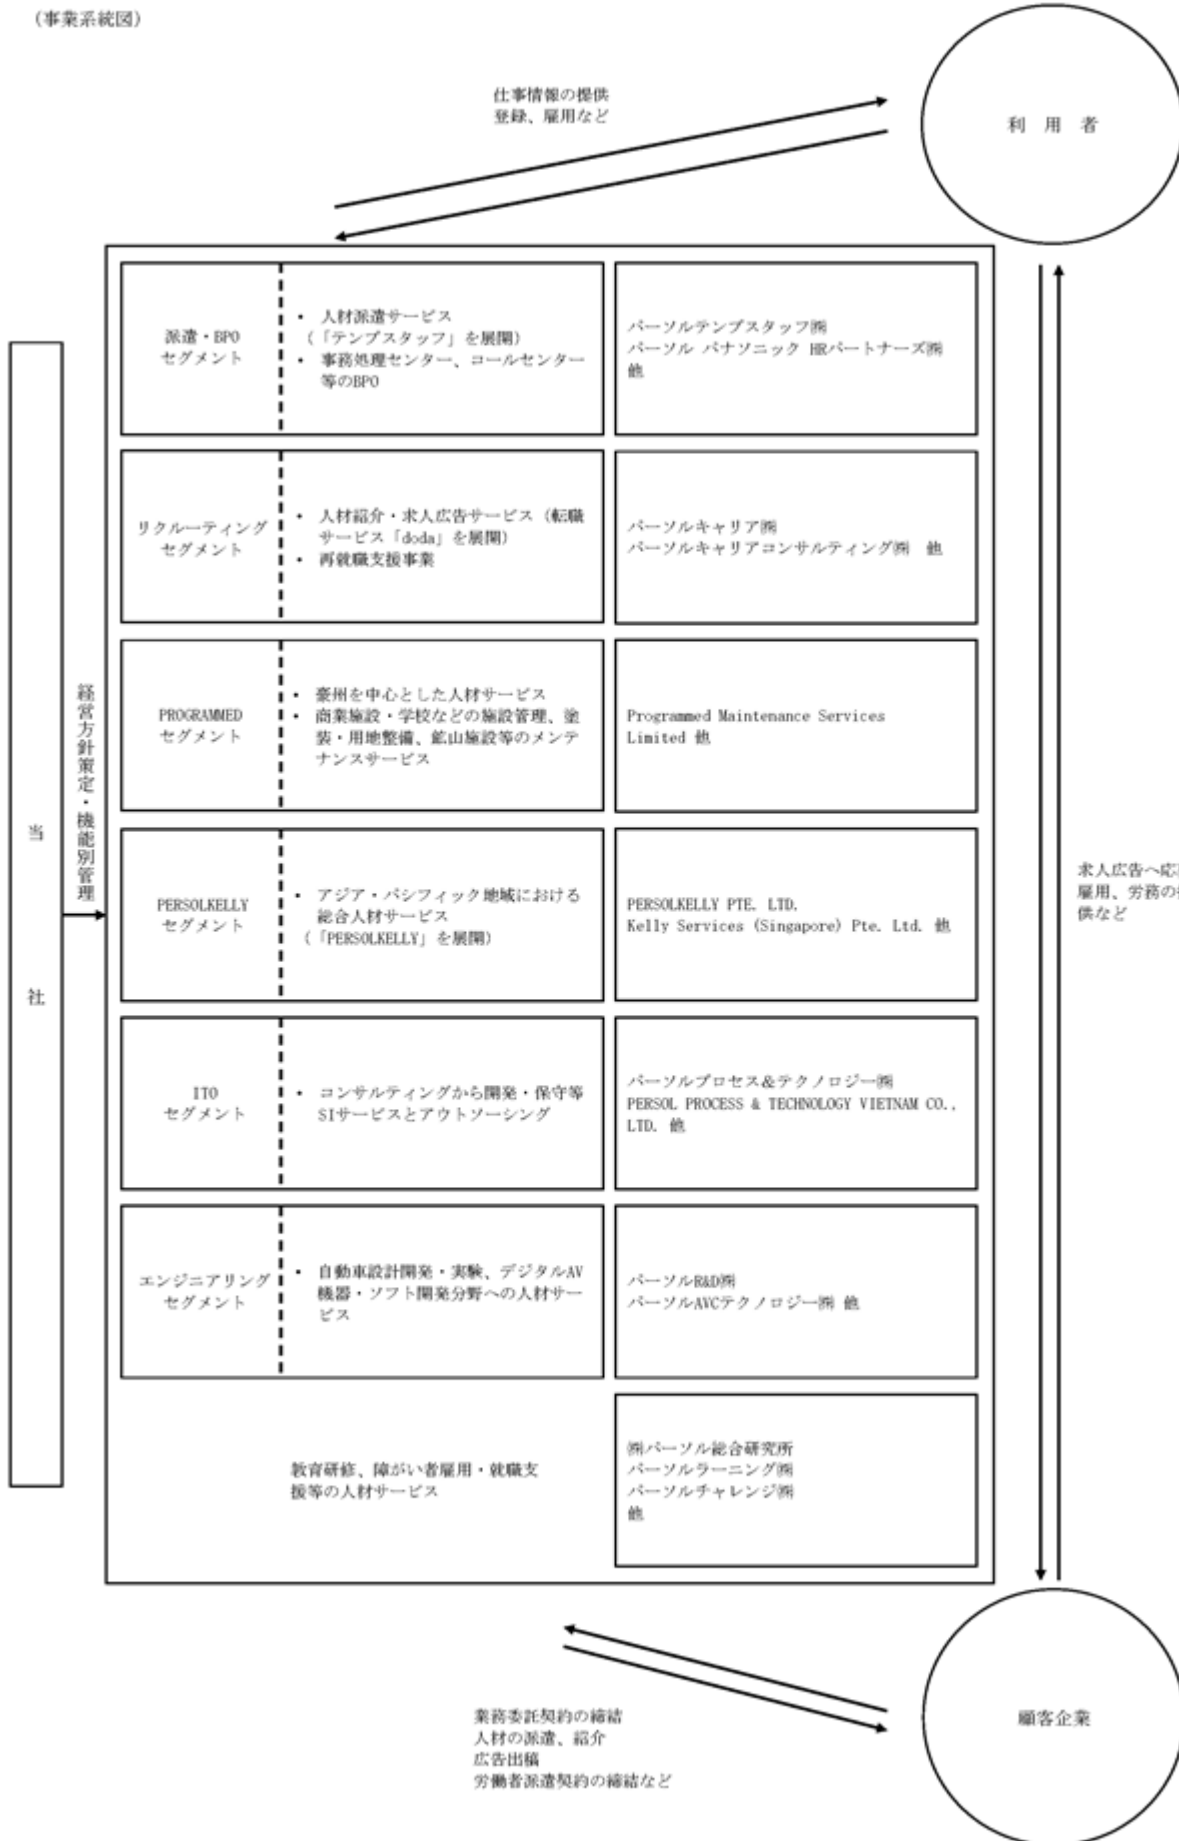 （事業系統図）
仕事情報の提供
登録、雇用など
利　用　者
派遣・BPO
セグメント
・ 人材派遣サービス
（「テンプスタッフ」を展開）
・ 事務処理センター、コールセンター
等のBPO
パーソルテンプスタッフ㈱
パーソル パナソニック HRパートナーズ㈱
他
リクルーティング
セグメント
・ 人材紹介・求人広告サービス（転職
サービス「doda」を展開）
・ 再就職支援事業
パーソルキャリア㈱
パーソルキャリアコンサルティング㈱　他
経営方針策定・機能別管理
当社
PROGRAMMED
セグメント
・ 豪州を中心とした人材サービス
・ 商業施設・学校などの施設管理、塗
装・用地整備、鉱山施設等のメンテ
ナンスサービス
Programmed Maintenance Services
Limited 他
PERSOLKELLY
セグメント
・ アジア・パシフィック地域における
総合人材サービス
（「PERSOLKELLY」を展開）
PERSOLKELLY PTE. LTD.
Kelly Services (Singapore) Pte. Ltd. 他
求人広告へ応
雇用、労務の
供など
ITO
セグメント
・ コンサルティングから開発・保守等
SIサービスとアウトソーシング
パーソルプロセス&テクノロジー㈱
PERSOL PROCESS & TECHNOLOGY VIETNAM CO.,
LTD. 他
エンジニアリング
セグメント
・ 自動車設計開発・実験、デジタルAV
機器・ソフト開発分野への人材サー
ビス
パーソルR&D㈱
パーソルAVCテクノロジー㈱ 他
教育研修、障がい者雇用・就職支
援等の人材サービス
㈱パーソル総合研究所
パーソルラーニング㈱
パーソルチャレンジ㈱
他
業務委託契約の締結
人材の派遣、紹介
広告出稿
労働者派遣契約の締結など
顧客企業